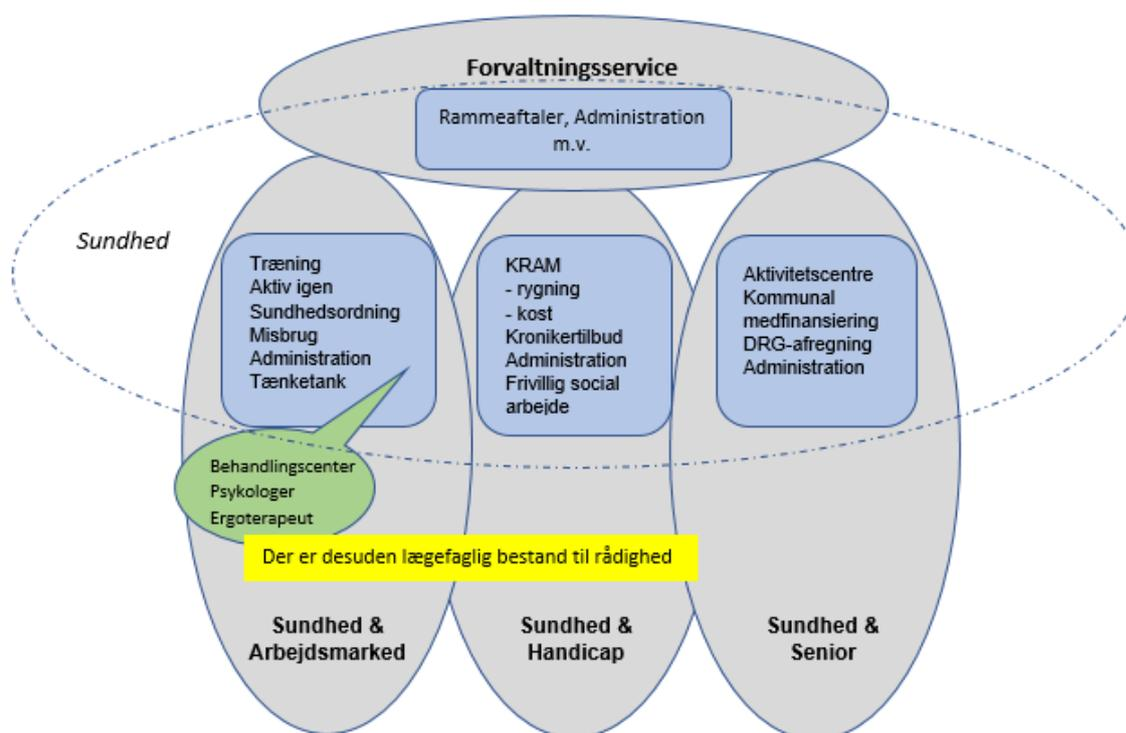 Forvaltningsservice
Rammeaftaler, Administration
m.v.
Sundhed
Træning
Aktiv igen
Sundhedsordning
Misbrug
Administration
Tænketank
KRAM
- rygning
- kost
Kronikertilbud
Administration
Frivillig social
arbejde
Aktivitetscentre
Kommunal
medfinansiering
DRG-afregning
Administration
Behandlingscenter
Psykologer
Ergoterapeut
Der er desuden lægefaglig bestand til rådighed
Sundhed &
Arbejdsmarked
Sundhed &
Handicap
Sundhed &
Senior